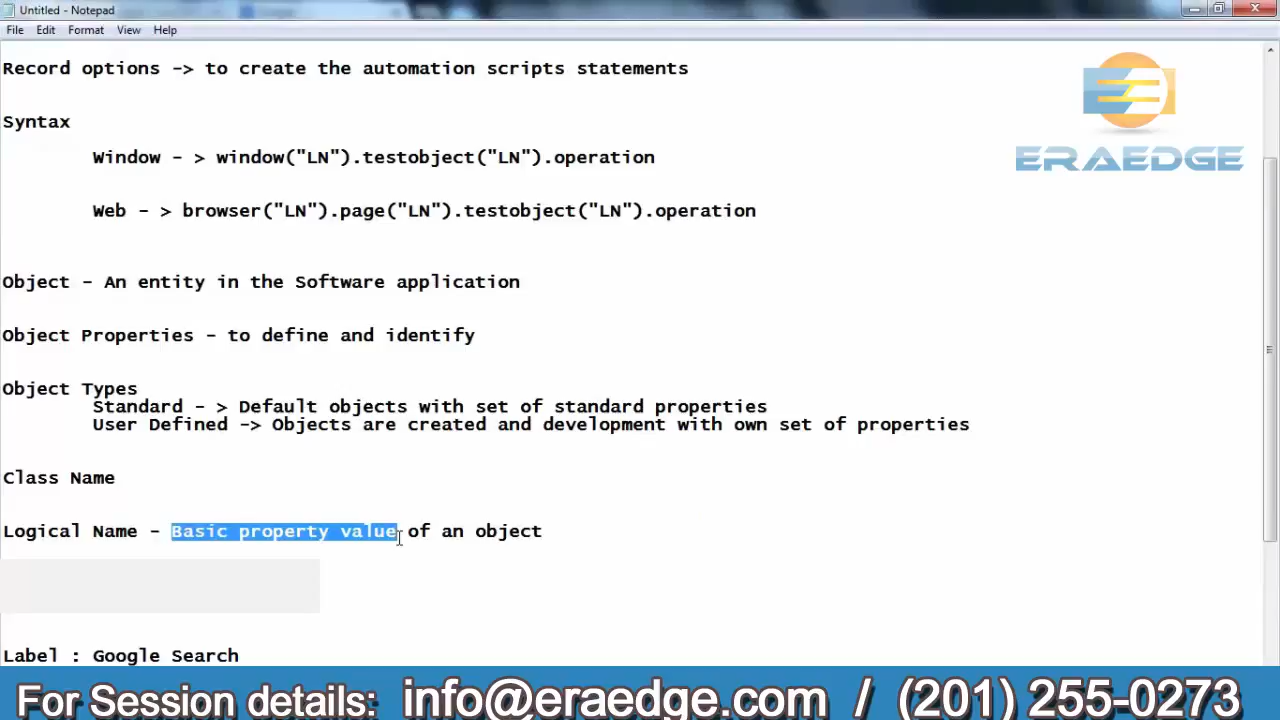 Untitled - Notepad
File Edit Format View Help
Record options -> to create the automation scripts statements
ERAEDGE
Syntax
Window - > window("LN").testobject("LN").operation
Web - > browser("LN").page("LN").testobject("LN").operation
Object - An entity in the Software application
Object Properties - to define and identify
Object Types
Standard - > Default objects with set of standard properties
User Defined -> Objects are created and development with own set of properties
Class Name
Logical Name - Basic property value of an object
Label : Google Search
For Session details: info@eraedge.com / (201) 255-0273